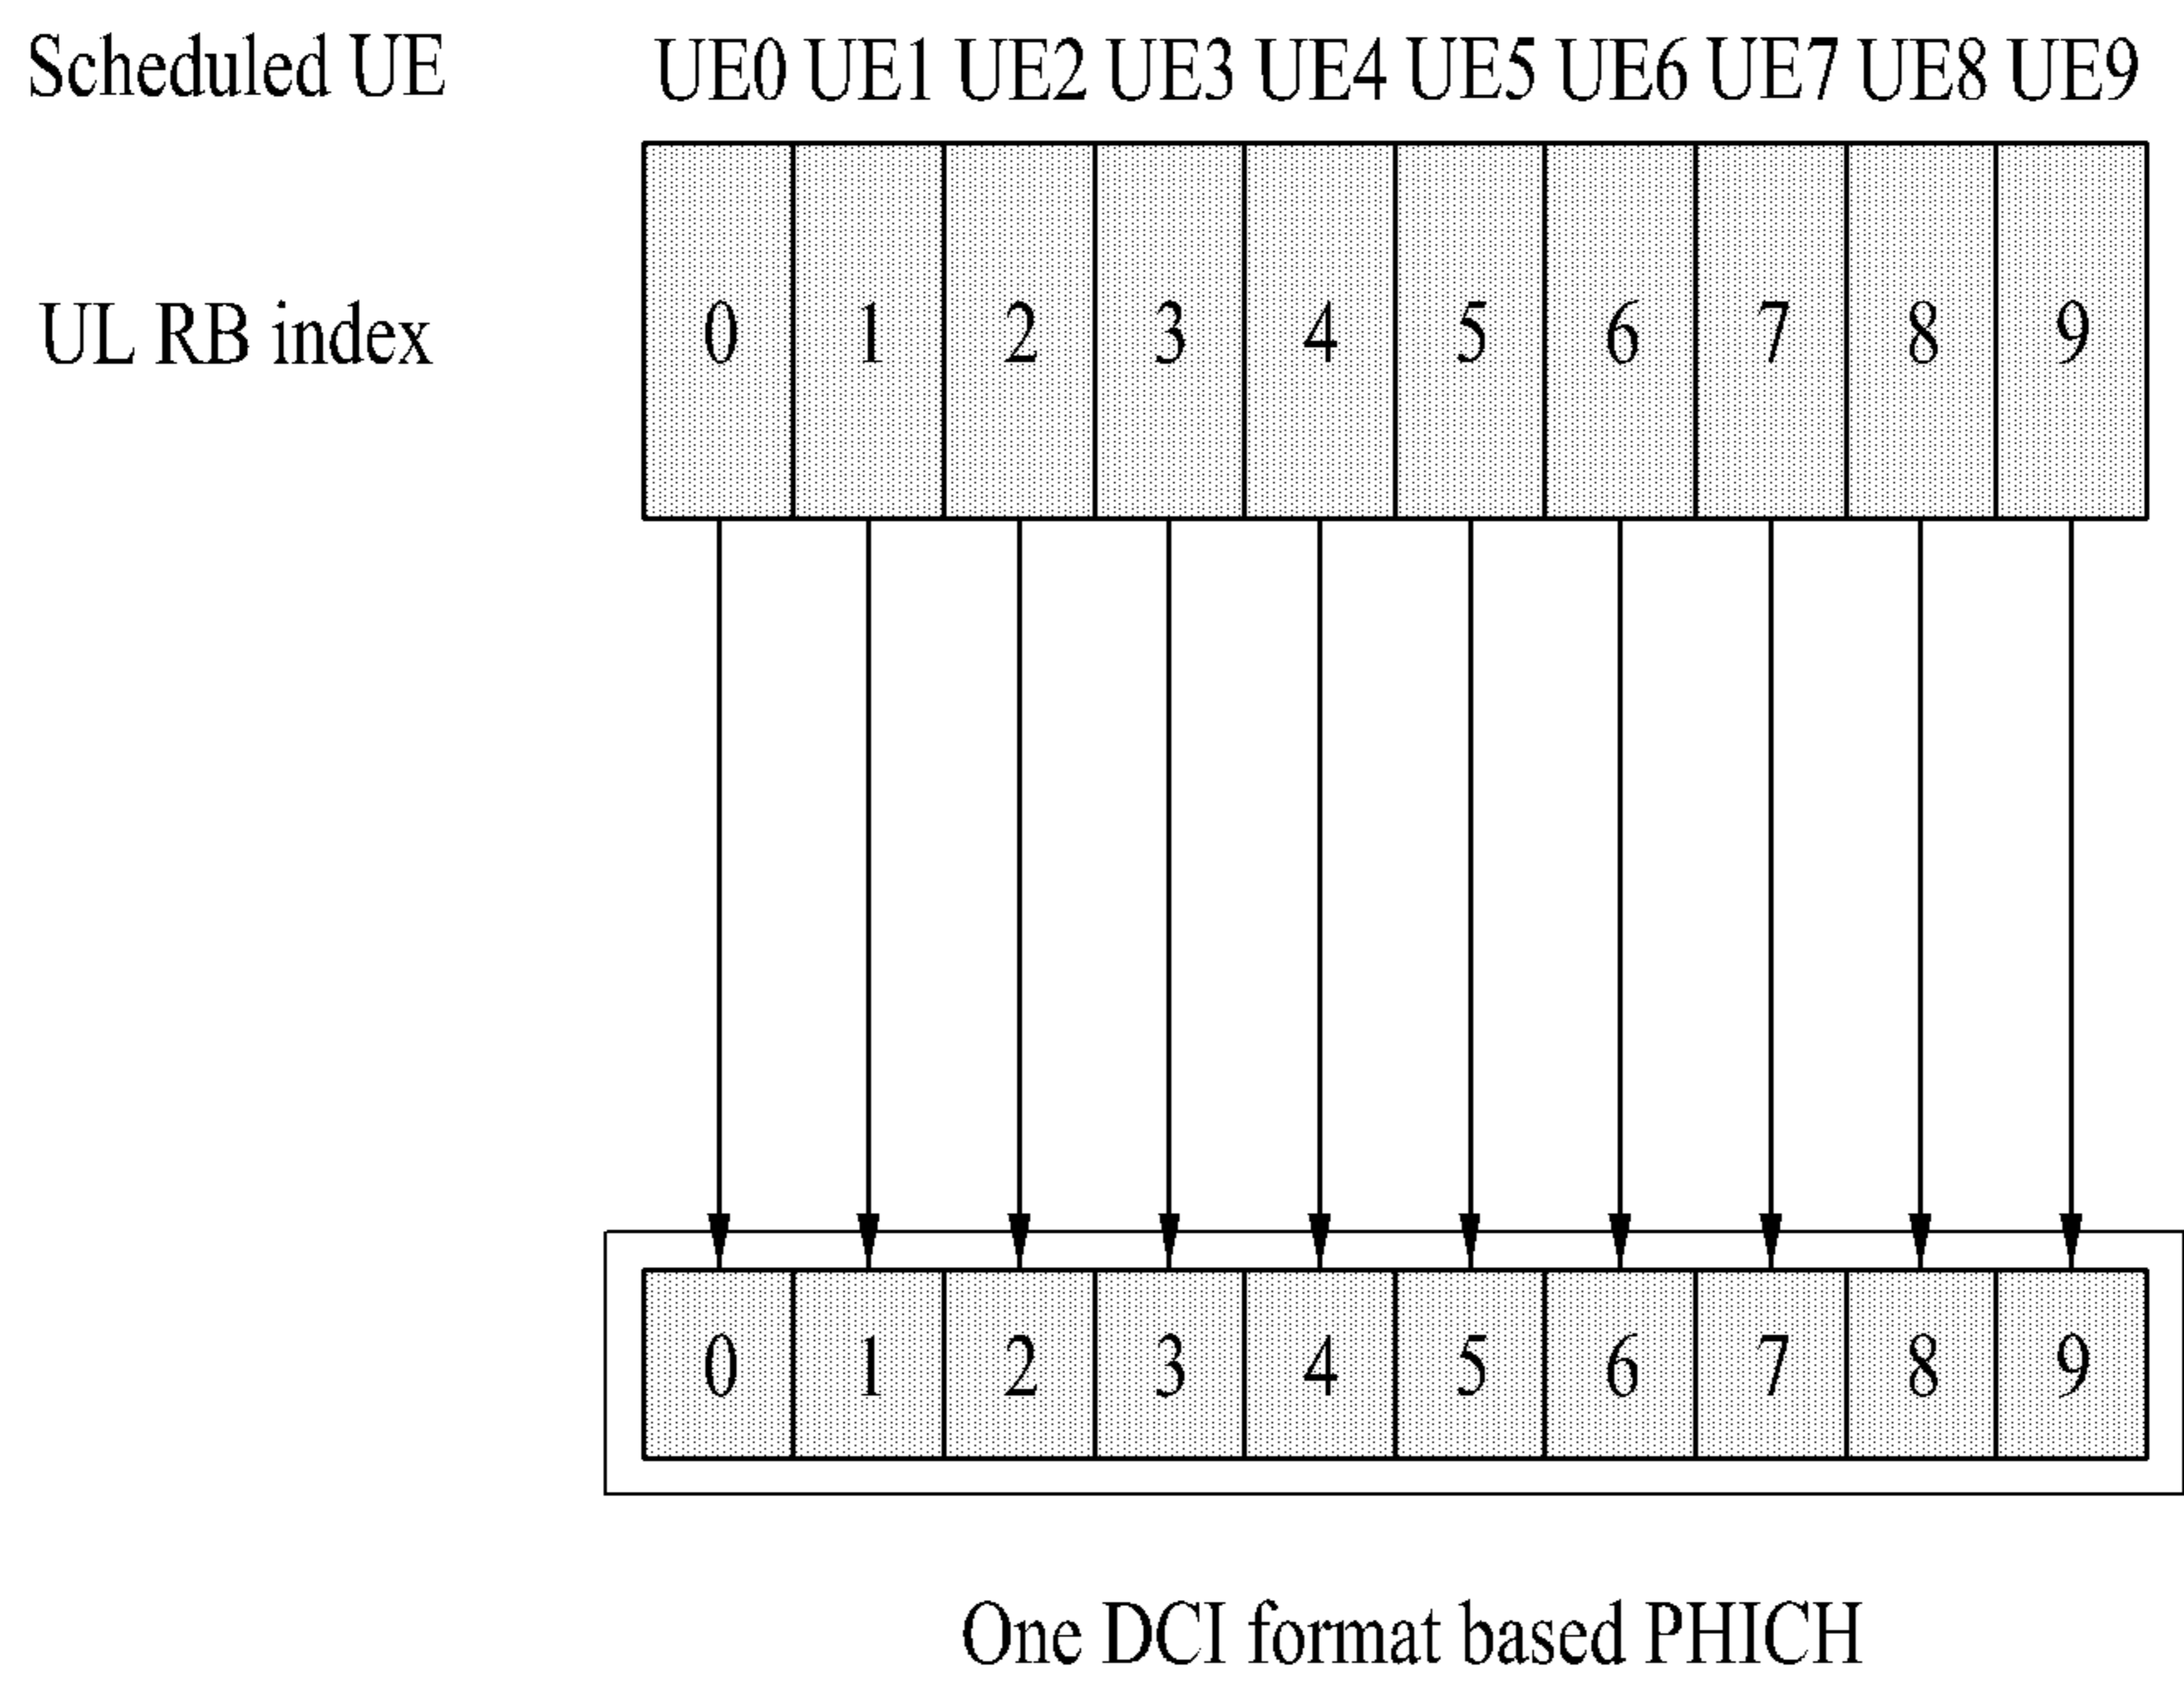 Scheduled UE UE0 UE1 UE2 UE3 UE4 UE5 UE6 UE7 UE8 UE9
UL RB index 0 1 2 3 4 5 6 7 8 9
0 1 2 3 4 5 6 7 8 9
One DCI format based PHICH